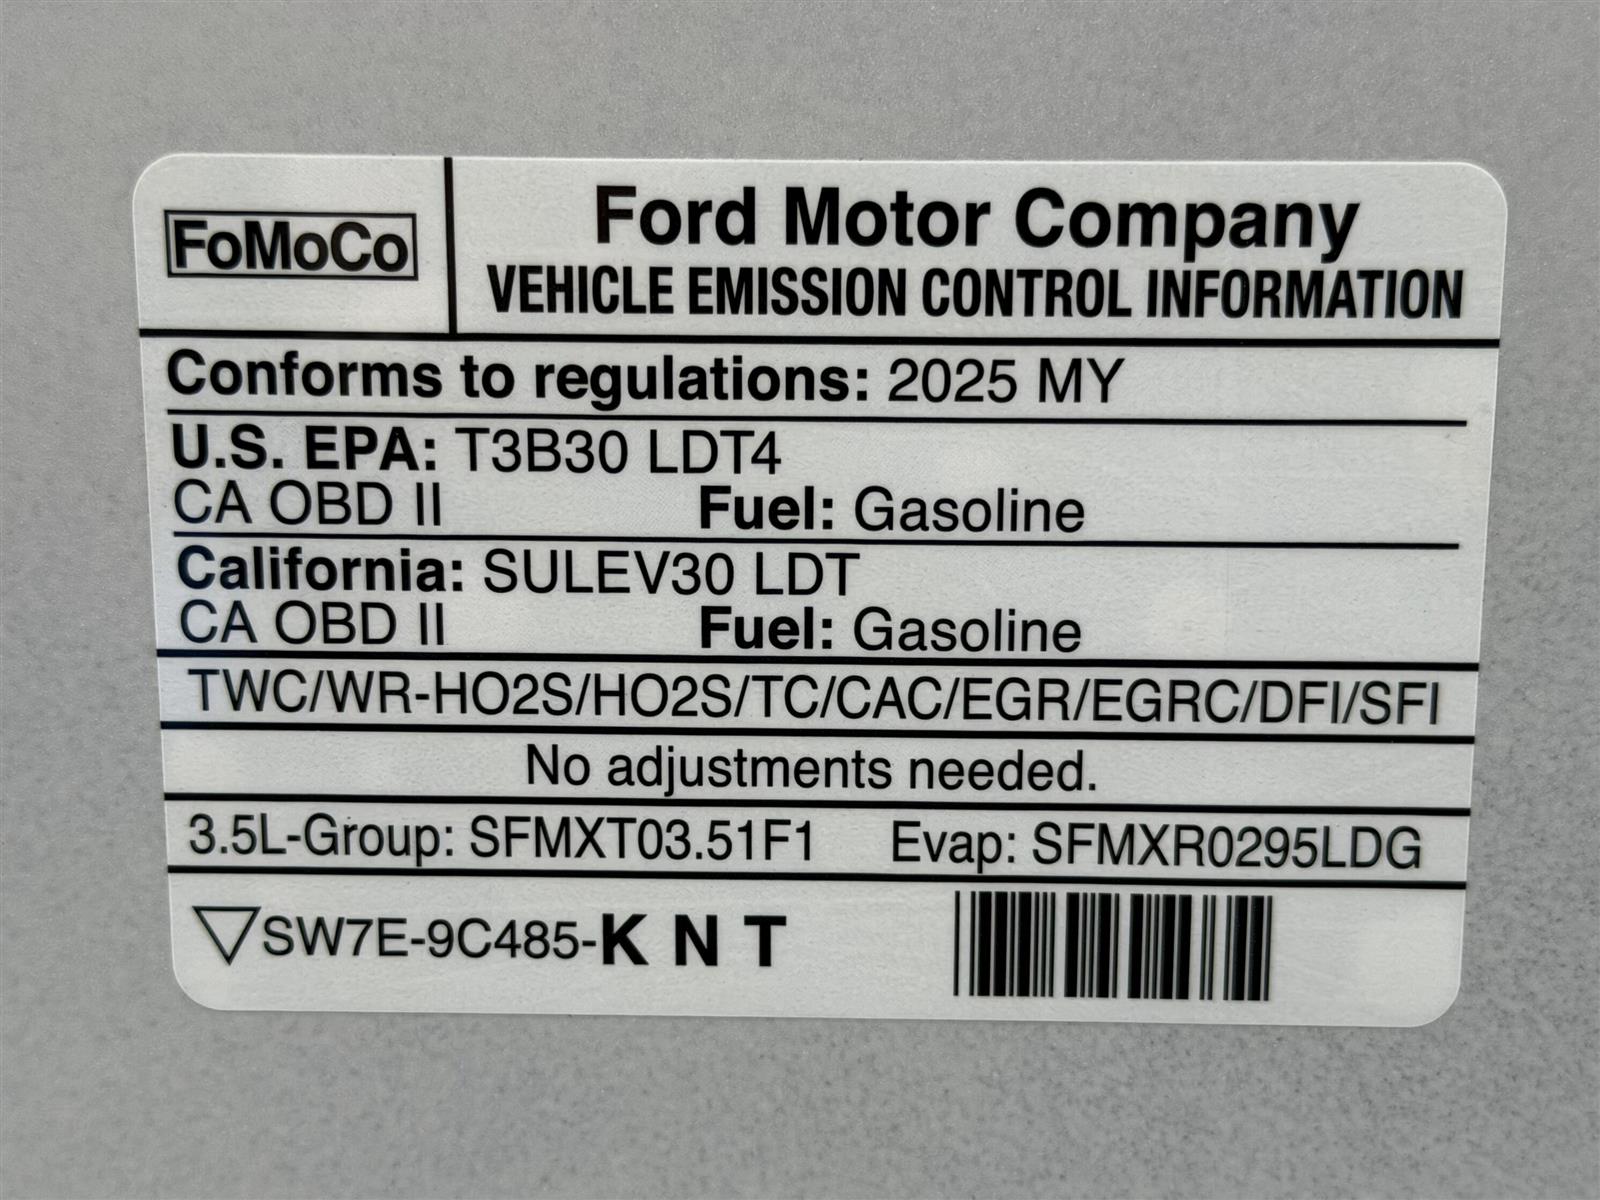 FoMoCo
Ford Motor Company
VEHICLE EMISSION CONTROL INFORMATION
Conforms to regulations: 2025 MY
U.S. EPA: T3B30 LDT4
CA OBD II Fuel: Gasoline
California: SULEV30 LDT
CA OBD II Fuel: Gasoline
TWC/WR-HO2S/HO2S/TC/CAC/EGR/EGRC/DFI/SFI
No adjustments needed.
3.5L-Group: SFMXT03.51F1 Evap: SFMXR0295LDG
SW7E-9C485-K N T